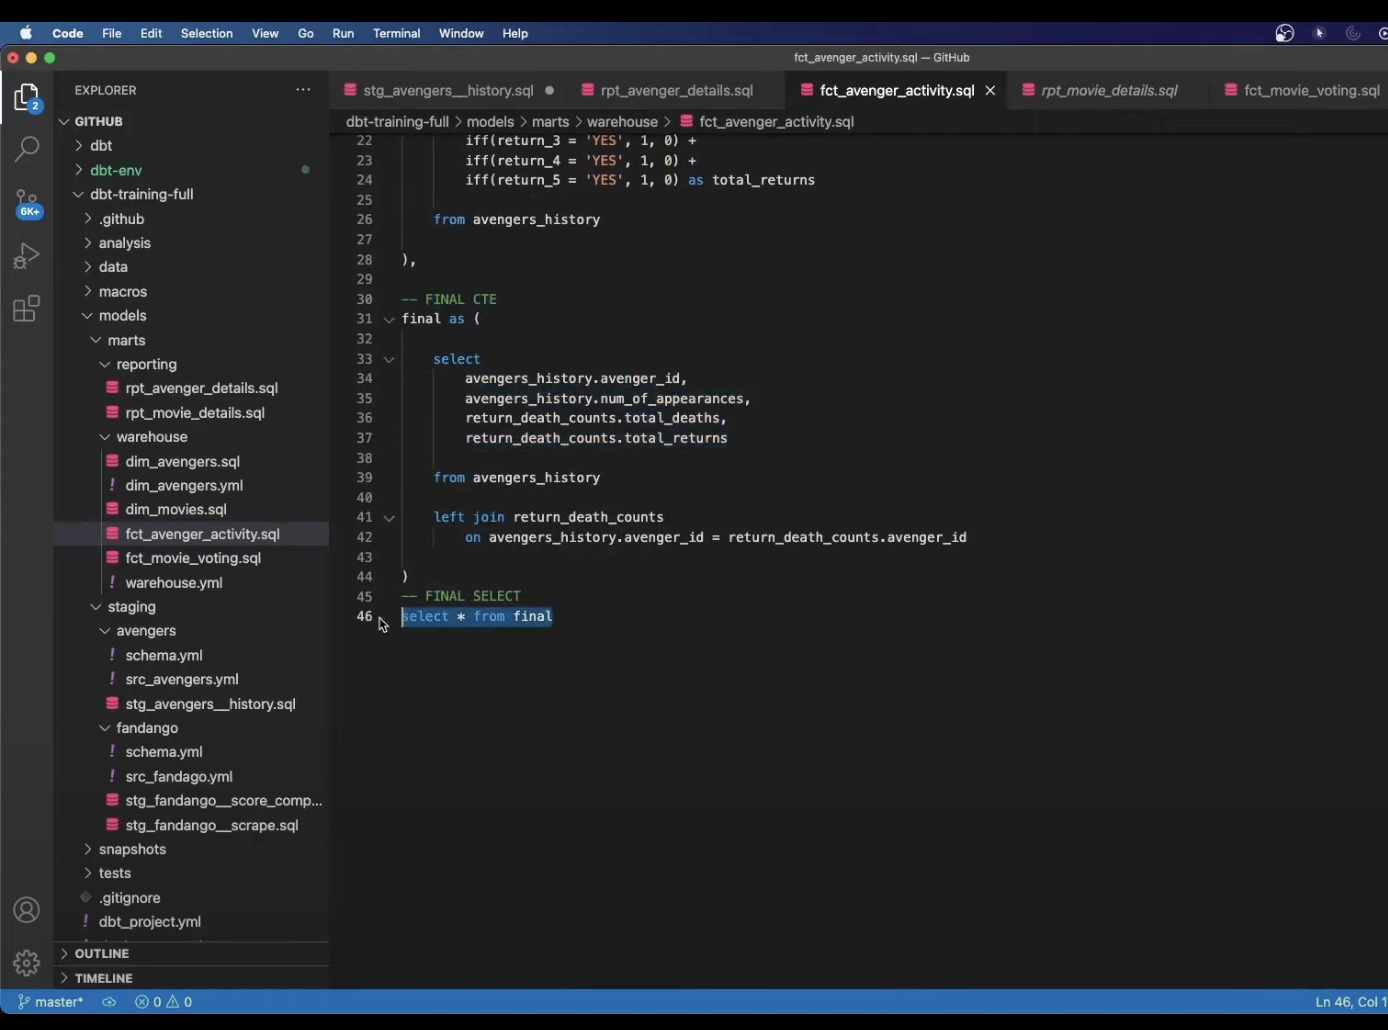 Code File Edit Selection View Go Run Terminal Window Help
fct_avenger_activity.sql — GitHub
EXPLORER
GITHUB
dbt
dbt-env
dbt-training-full
.github
analysis
data
macros
models
marts
reporting
rpt_avenger_details.sql
rpt_movie_details.sql
warehouse
dim_avengers.sql
! dim_avengers.yml
dim_movies.sql
fct_avenger_activity.sql
fct_movie_voting.sql
! warehouse.yml
staging
avengers
! schema.yml
! src_avengers.yml
stg_avengers__history.sql
fandango
! schema.yml
! src_fandago.yml
stg_fandango__score_comp...
stg_fandango__scrape.sql
snapshots
tests
.gitignore
! dbt_project.yml
OUTLINE
TIMELINE
2
6K+
stg_avengers__history.sql rpt_avenger_details.sql fct_avenger_activity.sql rpt_movie_details.sql fct_movie_voting.sql
dbt-training-full > models > marts > warehouse > fct_avenger_activity.sql
22 iff(return_3 = 'YES', 1, 0) +
23 iff(return_4 = 'YES', 1, 0) +
24 iff(return_5 = 'YES', 1, 0) as total_returns
25
26 from avengers_history
27
28 ),
29
30 -- FINAL CTE
31 final as (
32
33 select
34 avengers_history.avenger_id,
35 avengers_history.num_of_appearances,
36 return_death_counts.total_deaths,
37 return_death_counts.total_returns
38
39 from avengers_history
40
41 left join return_death_counts
42 on avengers_history.avenger_id = return_death_counts.avenger_id
43
44 )
45 -- FINAL SELECT
46 select * from final
master* 0 0 Ln 46, Col 1